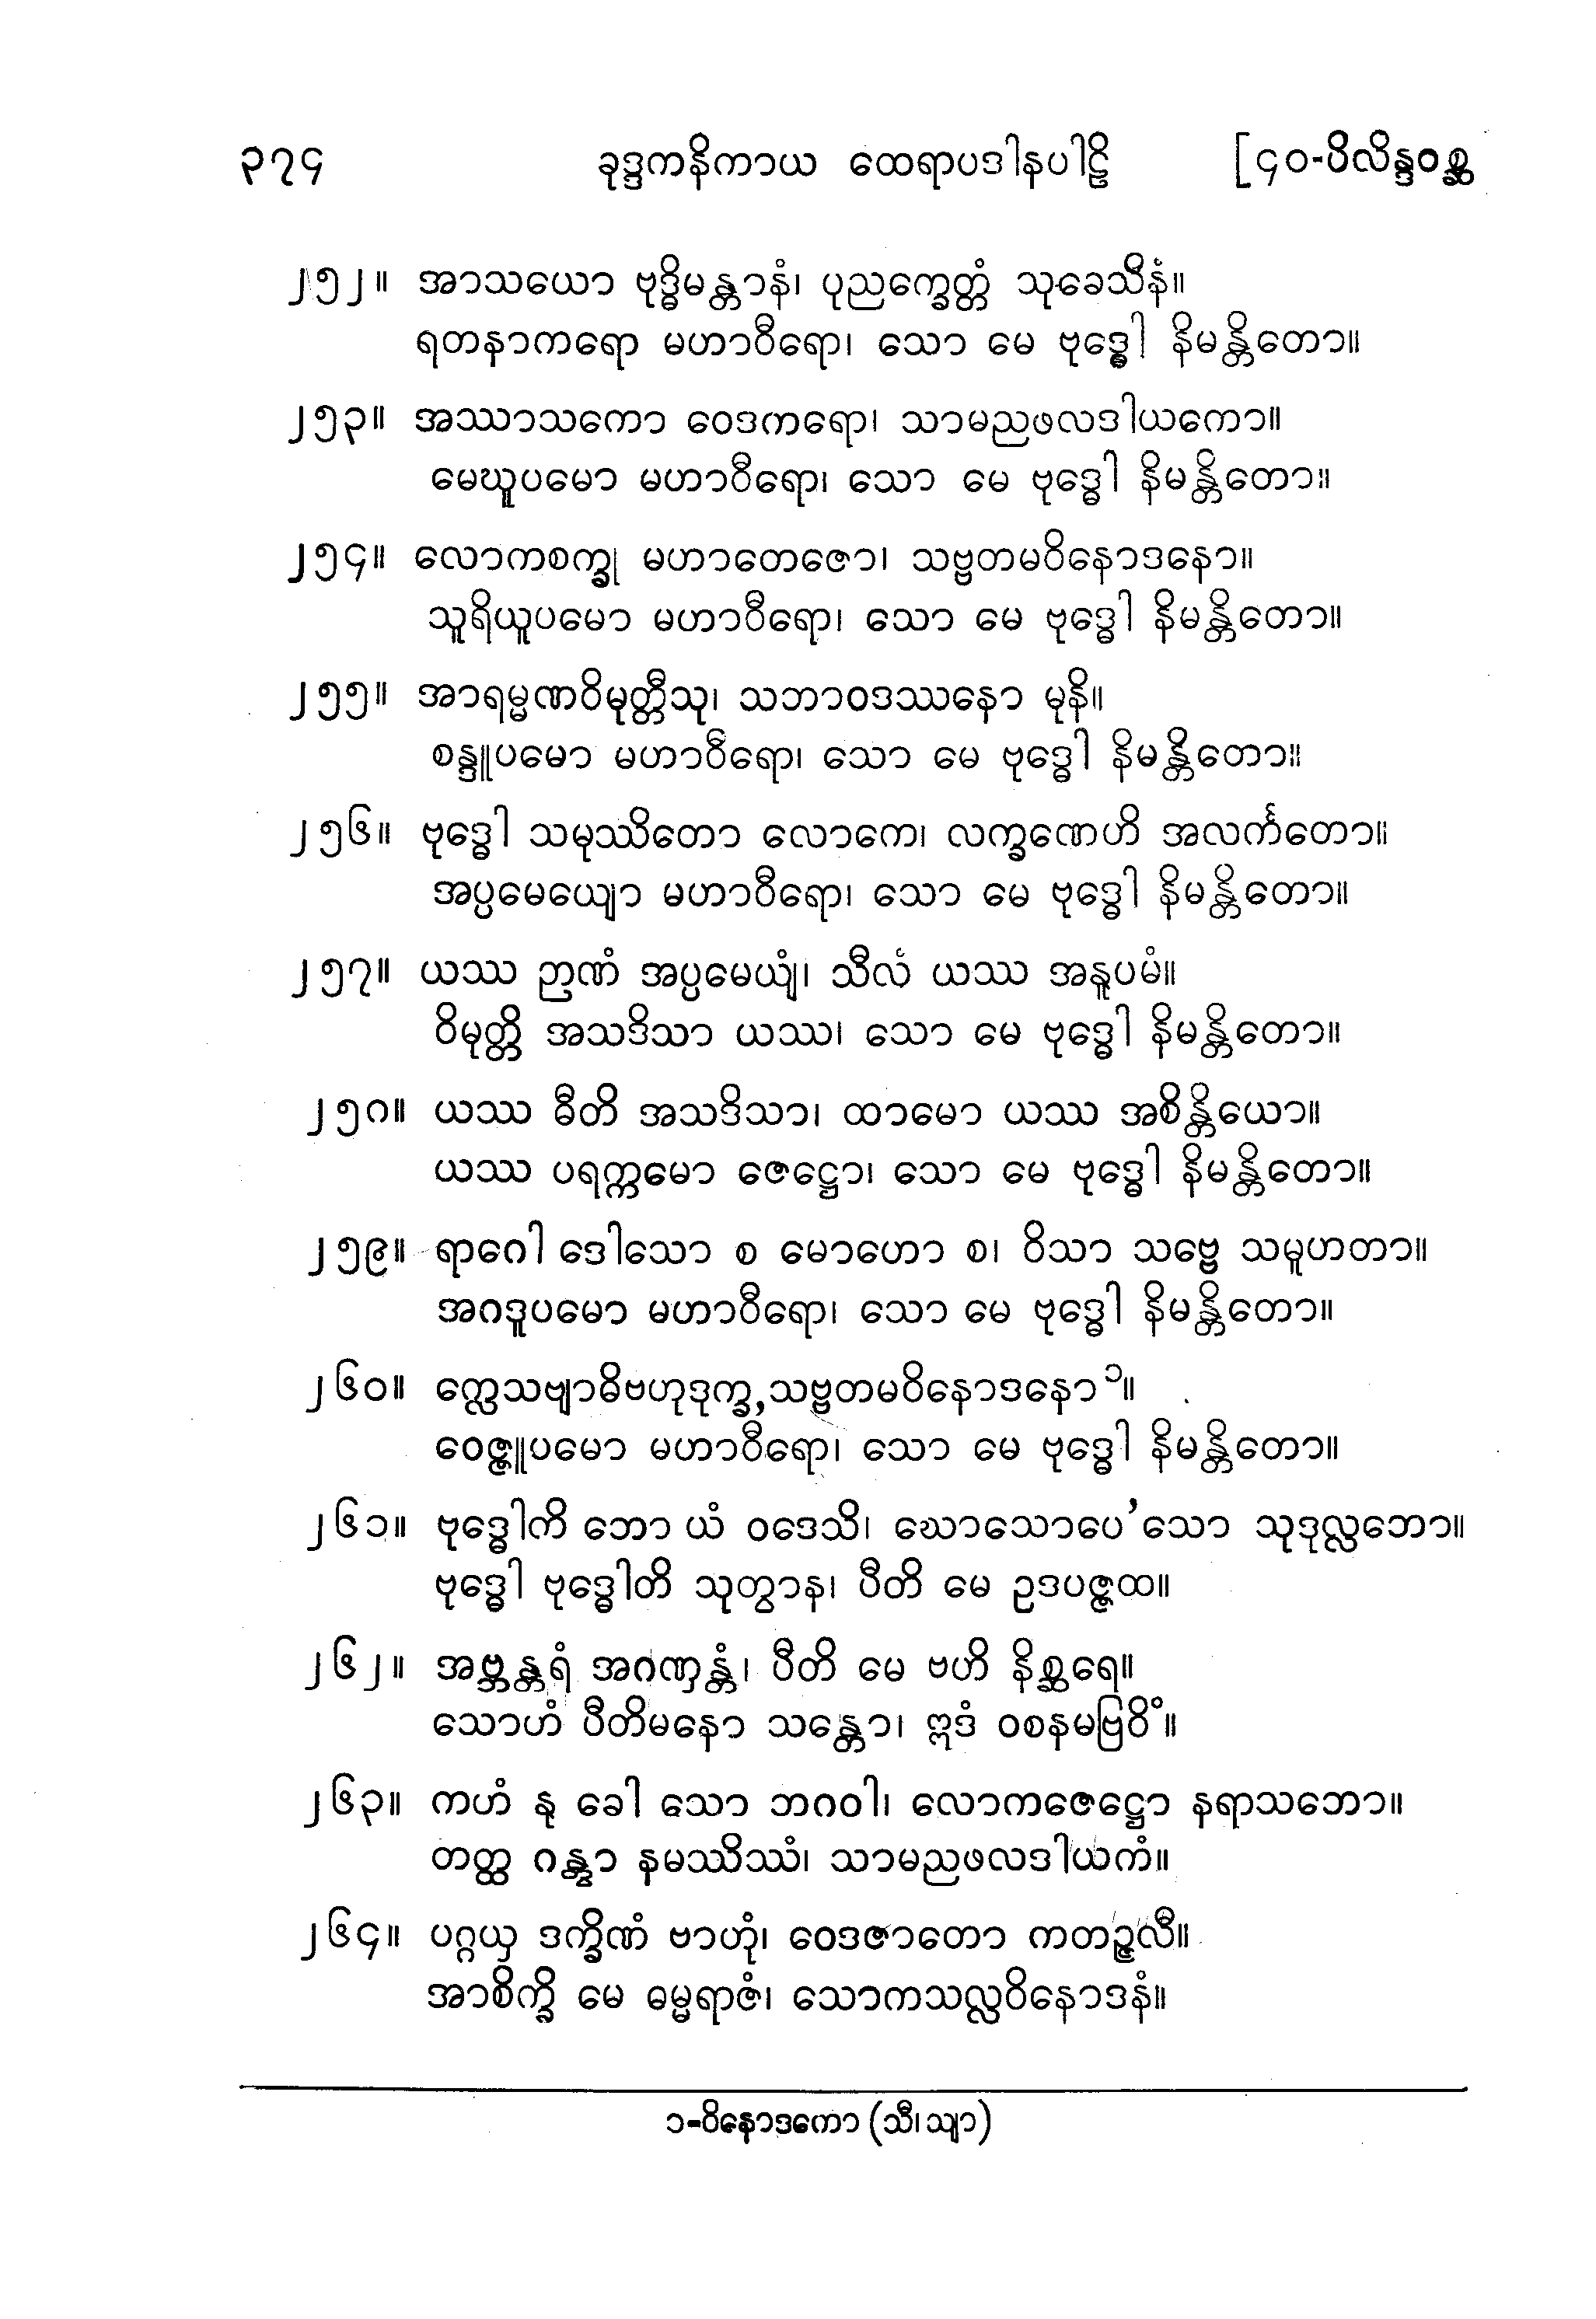 ၃၇၄ ခုဒ္ဒကနိကာယ ထေရာပဒါနပါဠိ [၄၀-ပိလိန္ဒဝစ္ဆ
၂၅၂။ အာသယော ဗုဒ္ဓိမန္တာနံ၊ ပုညက္ခေတ္တံ သုခေသိနံ။
ရတနာကရော မဟာဝီရော၊ သော မေ ဗုဒ္ဓေါ နိမန္တိတော။
၂၅၃။ အဿာသကော ဝေဒကရော၊ သာမညဖလဒါယကော။
မေဃူပမော မဟာဝီရော၊ သော မေ ဗုဒ္ဓေါ နိမန္တိတော။
၂၅၄။ လောကစက္ခု မဟာတေဇော၊ သဗ္ဗတမဝိနောဒနော။
သူရိယူပမော မဟာဝီရော၊ သော မေ ဗုဒ္ဓေါ နိမန္တိတော။
၂၅၅။ အာရမ္မဏဝိမုတ္တီသု၊ သဘာဝဒဿနော မုနိ။
စန္ဒူပမော မဟာဝီရော၊ သော မေ ဗုဒ္ဓေါ နိမန္တိတော။
၂၅၆။ ဗုဒ္ဓေါ သမုဿိတော လောကေ၊ လက္ခဏေဟိ အလင်္ကတော။
အပ္ပမေယျော မဟာဝီရော၊ သော မေ ဗုဒ္ဓေါ နိမန္တိတော။
၂၅၇။ ယဿ ဉာဏံ အပ္ပမေယျံ၊ သီလံ ယဿ အနူပမံ။
ဝိမုတ္တိ အသဒိသာ ယဿ၊ သော မေ ဗုဒ္ဓေါ နိမန္တိတော။
၂၅၈။ ယဿ ဓီတိ အသဒိသာ၊ ထာမော ယဿ အစိန္တိယော။
ယဿ ပရက္ကမော ဇေဋ္ဌော၊ သော မေ ဗုဒ္ဓေါ နိမန္တိတော။
၂၅၉။ ရာဂေါ ဒေါသော စ မောဟော စ၊ ဝိသာ သဗ္ဗေ သမူဟတာ။
အဂဒူပမော မဟာဝီရော၊ သော မေ ဗုဒ္ဓေါ နိမန္တိတော။
၂၆၀။ က္လေသဗျာဓိဗဟုဒုက္ခ,သဗ္ဗတမဝိနောဒနော ၁။
ဝေဇ္ဇူပမော မဟာဝီရော၊ သော မေ ဗုဒ္ဓေါ နိမန္တိတော။
၂၆၁။ ဗုဒ္ဓေါကိ ဘော ယံ ဝဒေသိ၊ ဃောသောပေ’သော သုဒုလ္လဘော။
ဗုဒ္ဓေါ ဗုဒ္ဓေါတိ သုတွာန၊ ပီတိ မေ ဥဒပဇ္ဇထ။
၂၆၂။ အဗ္ဘန္တရံ အဂဏှန္တံ၊ ပီတိ မေ ဗဟိ နိစ္ဆရေ။
သောဟံ ပီတိမနော သန္တော၊ ဣဒံ ဝစနမဗြဝိံ။
၂၆၃။ ကဟံ နု ခေါ သော ဘဂဝါ၊ လောကဇေဋ္ဌော နရာသဘော။
တတ္ထ ဂန္တွာ နမဿိဿံ၊ သာမညဖလဒါယကံ။
၂၆၄။ ပဂ္ဂယှ ဒက္ခိဏံ ဗာဟုံ၊ ဝေဒဇာတော ကတဉ္ဇလီ။
အာစိက္ခိ မေ ဓမ္မရာဇံ၊ သောကသလ္လဝိနောဒနံ။
၁-ဝိနောဒကော (သီ၊ သျာ)